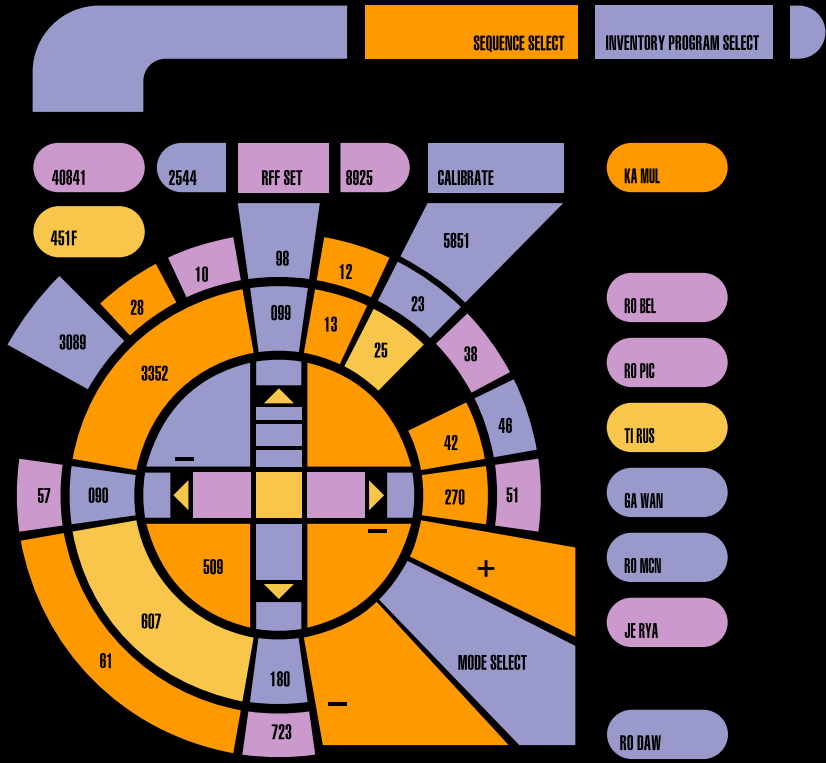 SEQUENCE SELECT
INVENTORY PROGRAM SELECT
40841
2544
RFF SET
8925
CALIBRATE
KA MUL
451F
5851
98
12
10
RO BEL
28
23
099
13
3089
25
38
RO PIC
3352
46
42
TI RUS
57
090
270
51
GA WAN
509
+
RO MCN
607
JE RYA
61
MODE SELECT
180
723
RO DAW